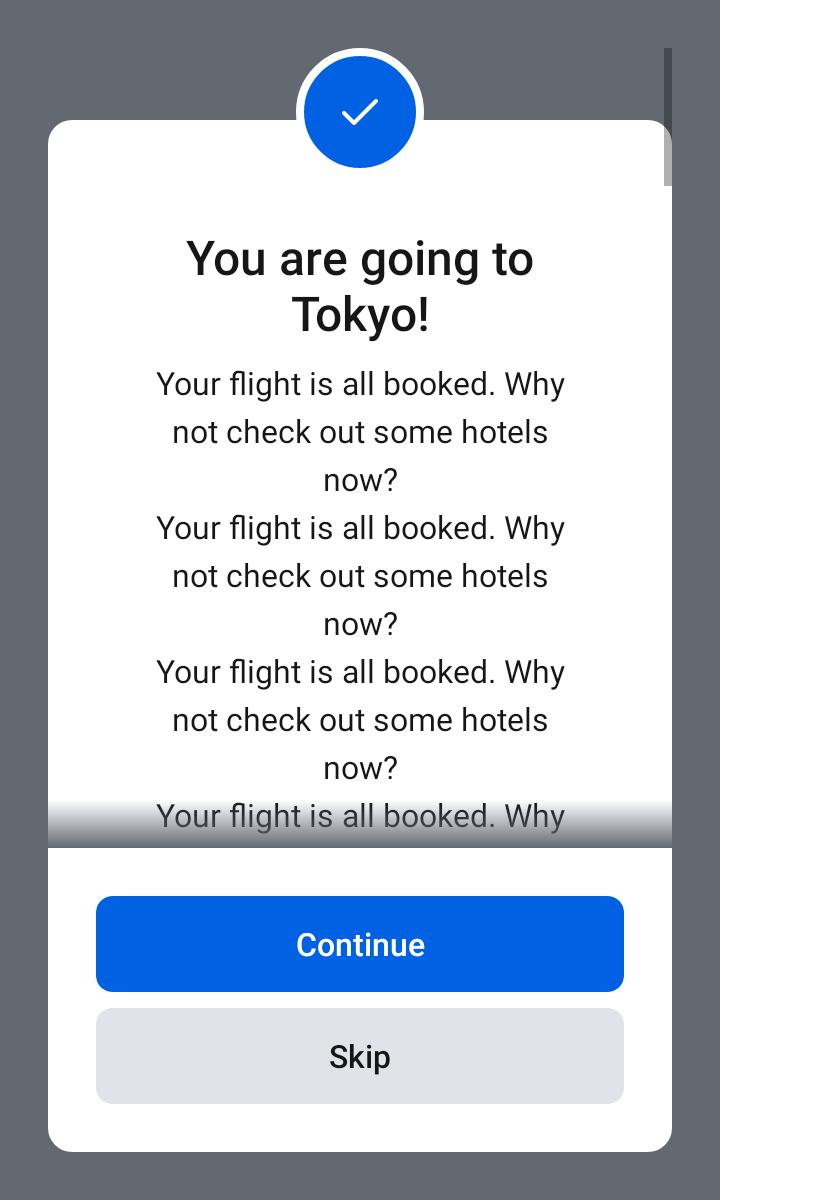 You are going to
Tokyo!
Your flight is all booked. Why
not check out some hotels
now?
Your flight is all booked. Why
not check out some hotels
now?
Your flight is all booked. Why
not check out some hotels
now?
Your flight is all booked. Why
Continue
Skip